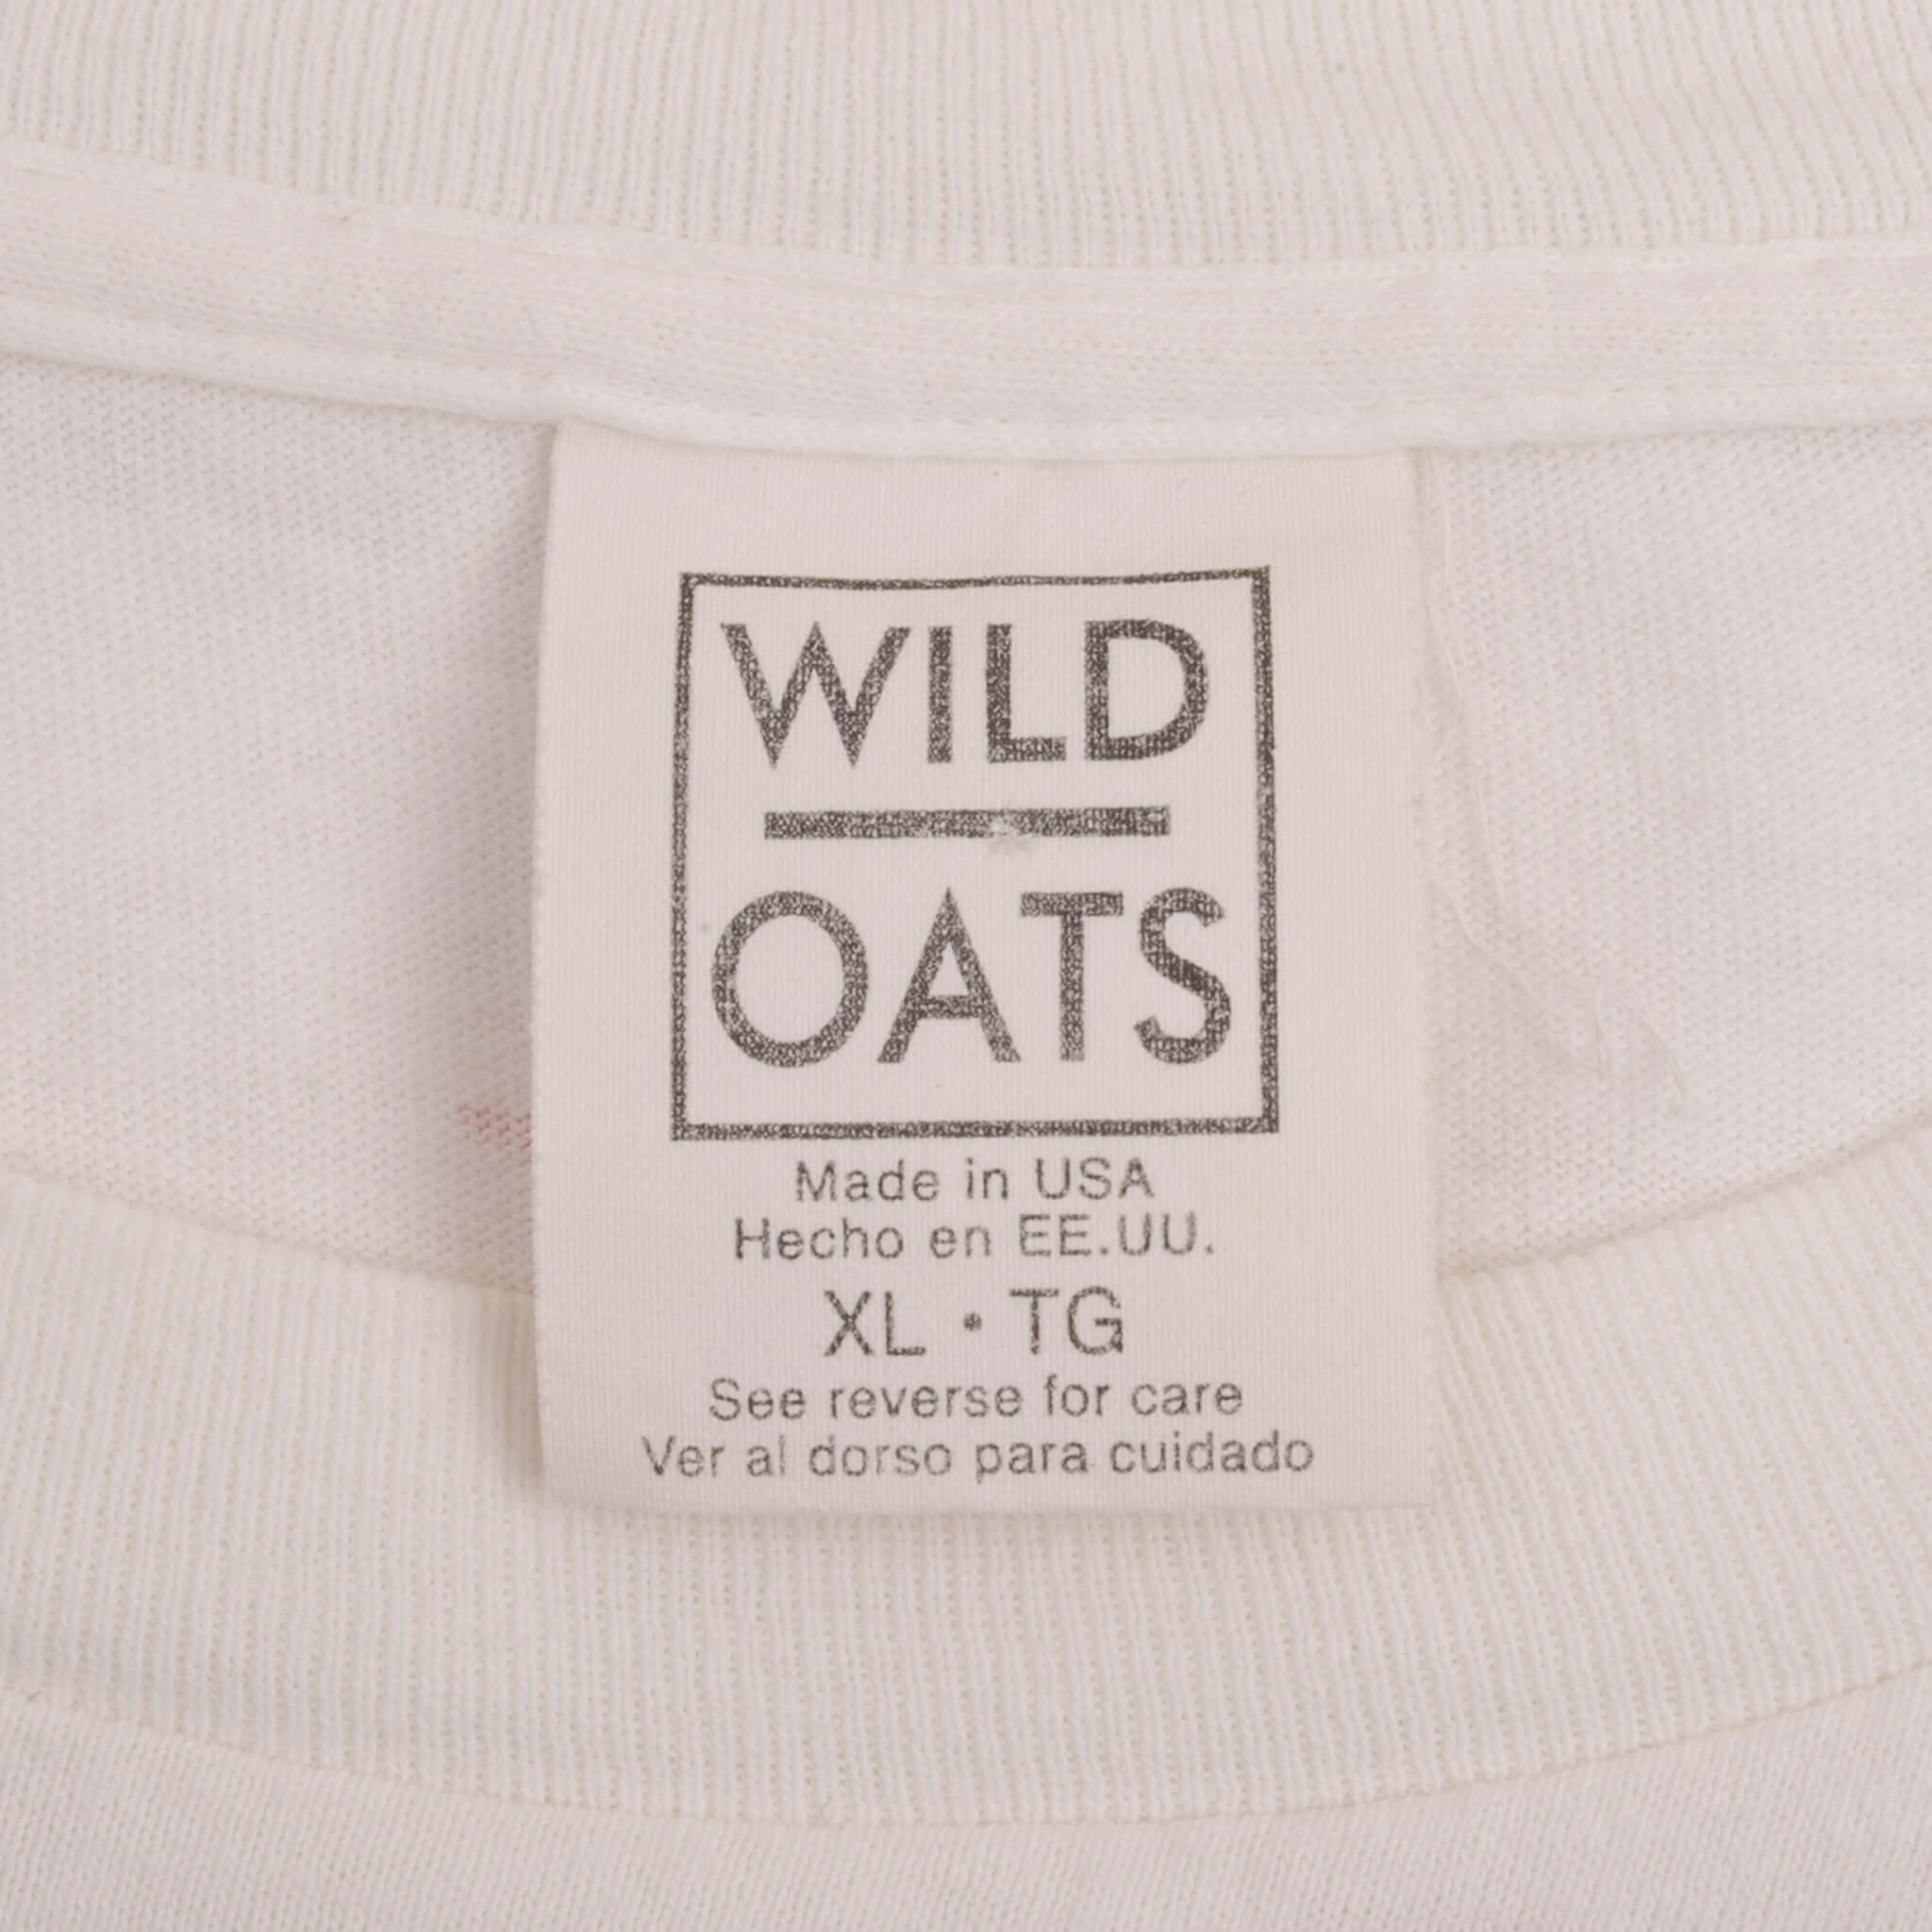 WILD
OATS
Made in USA
Hecho en EE.UU.
XL • TG
See reverse for care
Ver al dorso para cuidado